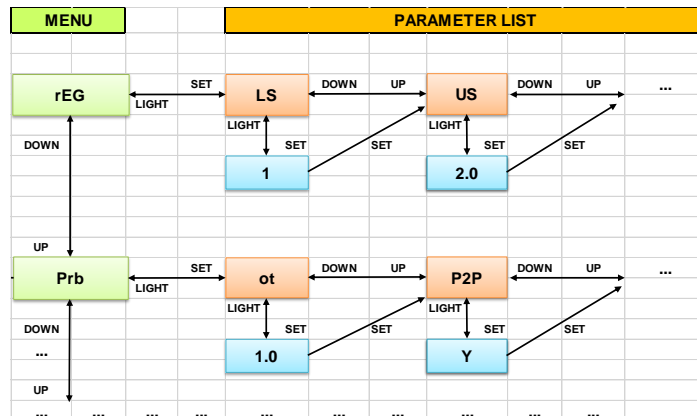 MENU PARAMETER LIST
SET DOWN UP DOWN UP
rEG LS US ...
LIGHT
LIGHT LIGHT
DOWN SET SET SET SET
1 2.0
UP
SET DOWN UP DOWN UP
Prb ot P2P ...
LIGHT
LIGHT LIGHT
DOWN SET SET SET SET
... 1.0 Y
UP
... ... ... ... ... ... ... ... ... ...